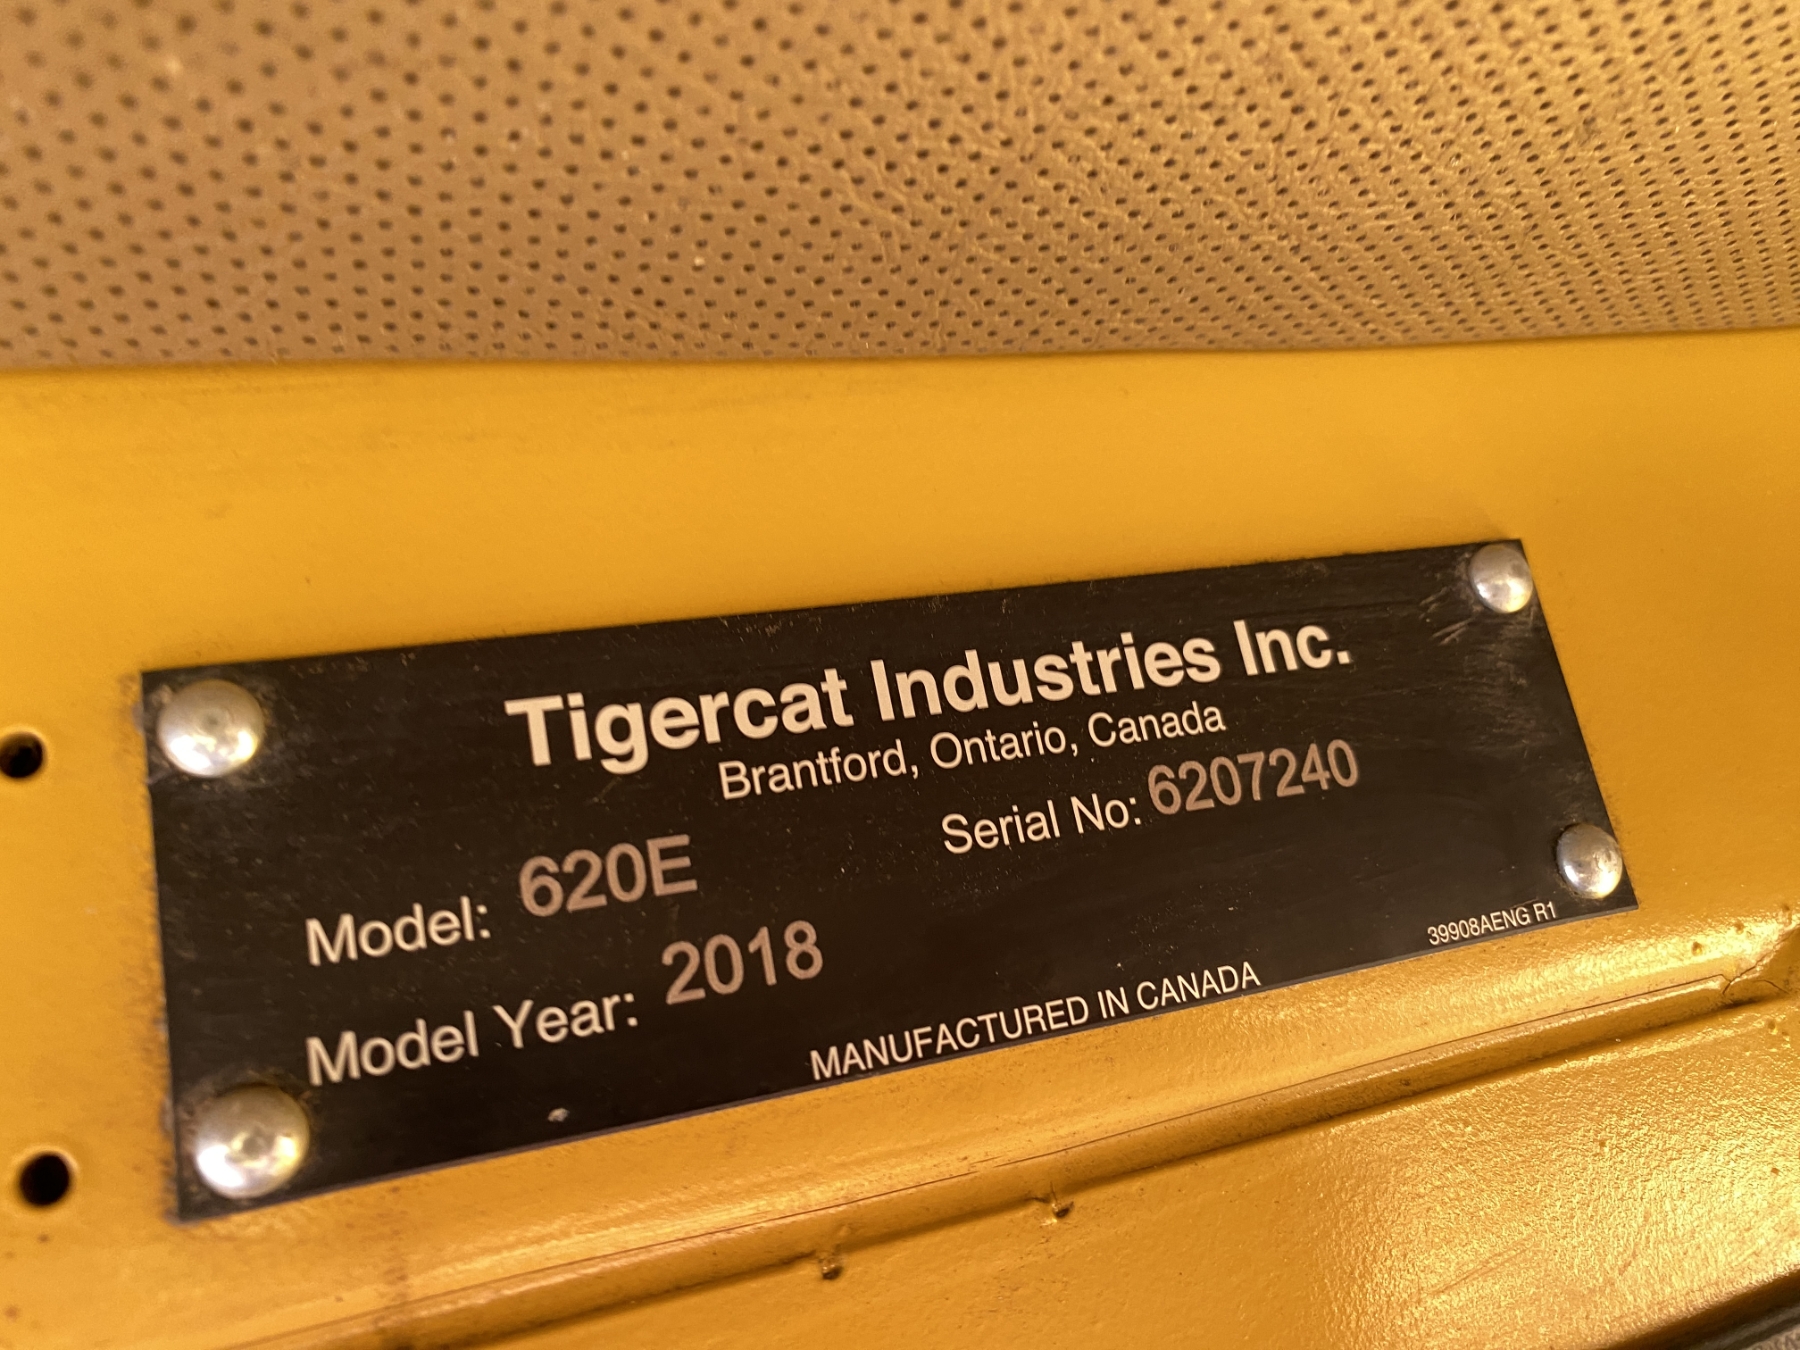 Tigercat Industries Inc.
Brantford, Ontario, Canada
Serial No: 6207240
Model: 620E
Model Year: 2018
MANUFACTURED IN CANADA
39908AENG R1